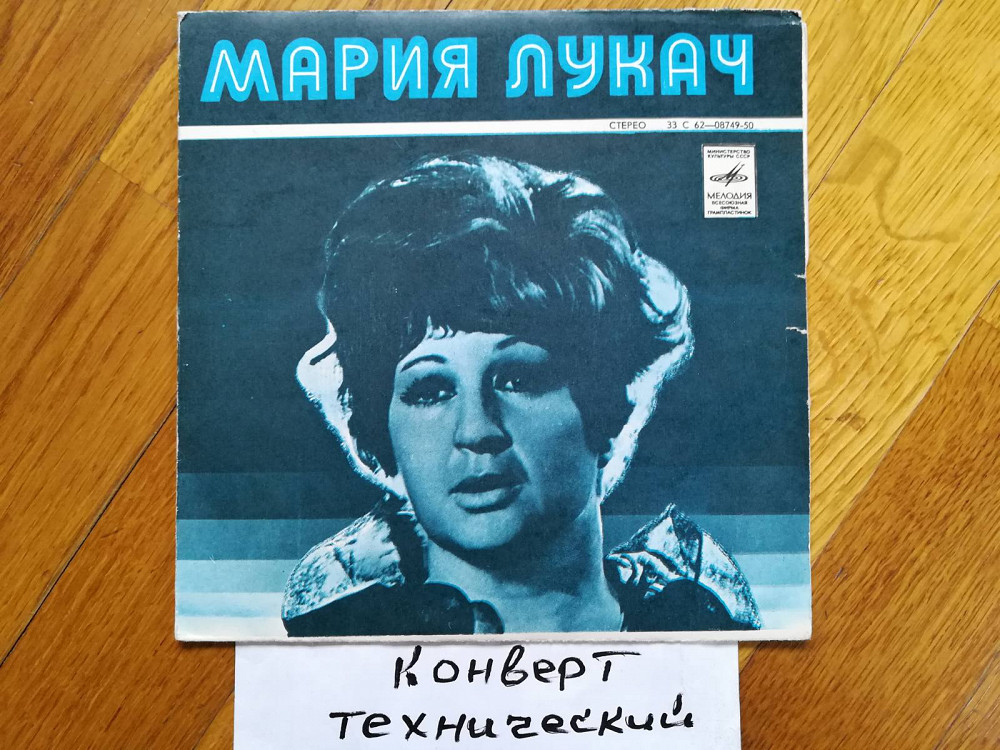 МАРИЯ ЛУКАЧ
СТЕРЕО 33 С 62—08749-50
МИНИСТЕРСТВО
КУЛЬТУРЫ СССР
МЕЛОДИЯ
ВСЕСОЮЗНАЯ
ФИРМА
ГРАМПЛАСТИНОК
Конверт
технический